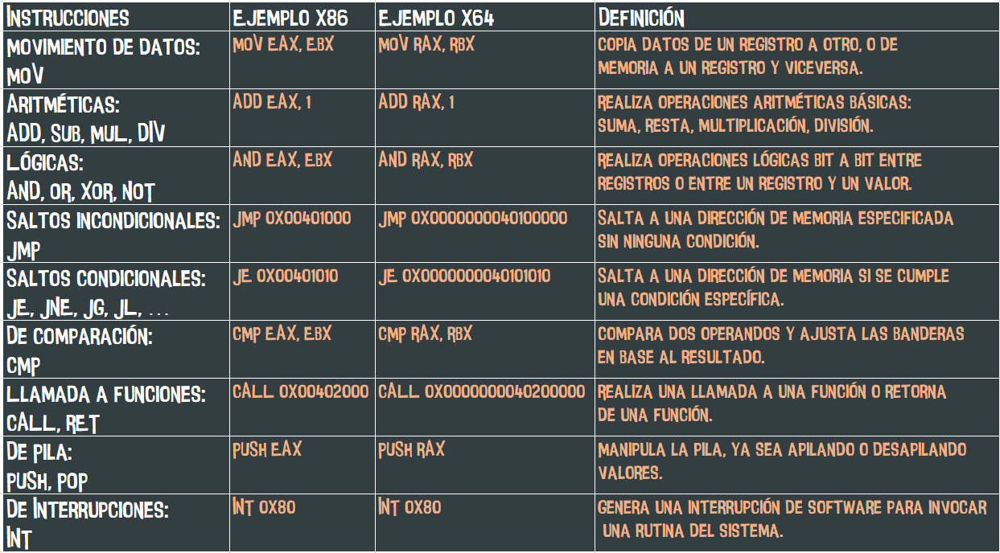 Instrucciones EJEMPLO X86 EJEMPLO X64 Definición
MOVIMIENTO DE DATOS: MOV EAX, EBX MOV RAX, RBX COPIA DATOS DE UN REGISTRO A OTRO, O DE
MOV MEMORIA A UN REGISTRO Y VICEVERSA.
ARITMÉTICAS: ADD EAX, 1 ADD RAX, 1 REALIZA OPERACIONES ARITMÉTICAS BÁSICAS:
ADD, SUB, MUL, DIV SUMA, RESTA, MULTIPLICACIÓN, DIVISIÓN.
LÓGICAS: AND EAX, EBX AND RAX, RBX REALIZA OPERACIONES LÓGICAS BIT A BIT ENTRE
AND, OR, XOR, NOT REGISTROS O ENTRE UN REGISTRO Y UN VALOR.
SALTOS INCONDICIONALES: JMP 0X00401000 JMP 0X0000000040100000 SALTA A UNA DIRECCIÓN DE MEMORIA ESPECIFICADA
JMP SIN NINGUNA CONDICIÓN.
SALTOS CONDICIONALES: JE 0X00401010 JE 0X0000000040101010 SALTA A UNA DIRECCIÓN DE MEMORIA SI SE CUMPLE
JE, JNE, JG, JL, ... UNA CONDICIÓN ESPECÍFICA.
DE COMPARACIÓN: CMP EAX, EBX CMP RAX, RBX COMPARA DOS OPERANDOS Y AJUSTA LAS BANDERAS
CMP EN BASE AL RESULTADO.
LLAMADA A FUNCIONES: CALL 0X00402000 CALL 0X0000000040200000 REALIZA UNA LLAMADA A UNA FUNCIÓN O RETORNA
CALL, RET DE UNA FUNCIÓN.
DE PILA: PUSH EAX PUSH RAX MANIPULA LA PILA, YA SEA APILANDO O DESAPILANDO
PUSH, POP VALORES.
DE INTERRUPCIONES: INT 0X80 INT 0X80 GENERA UNA INTERRUPCIÓN DE SOFTWARE PARA INVOCAR
INT UNA RUTINA DEL SISTEMA.